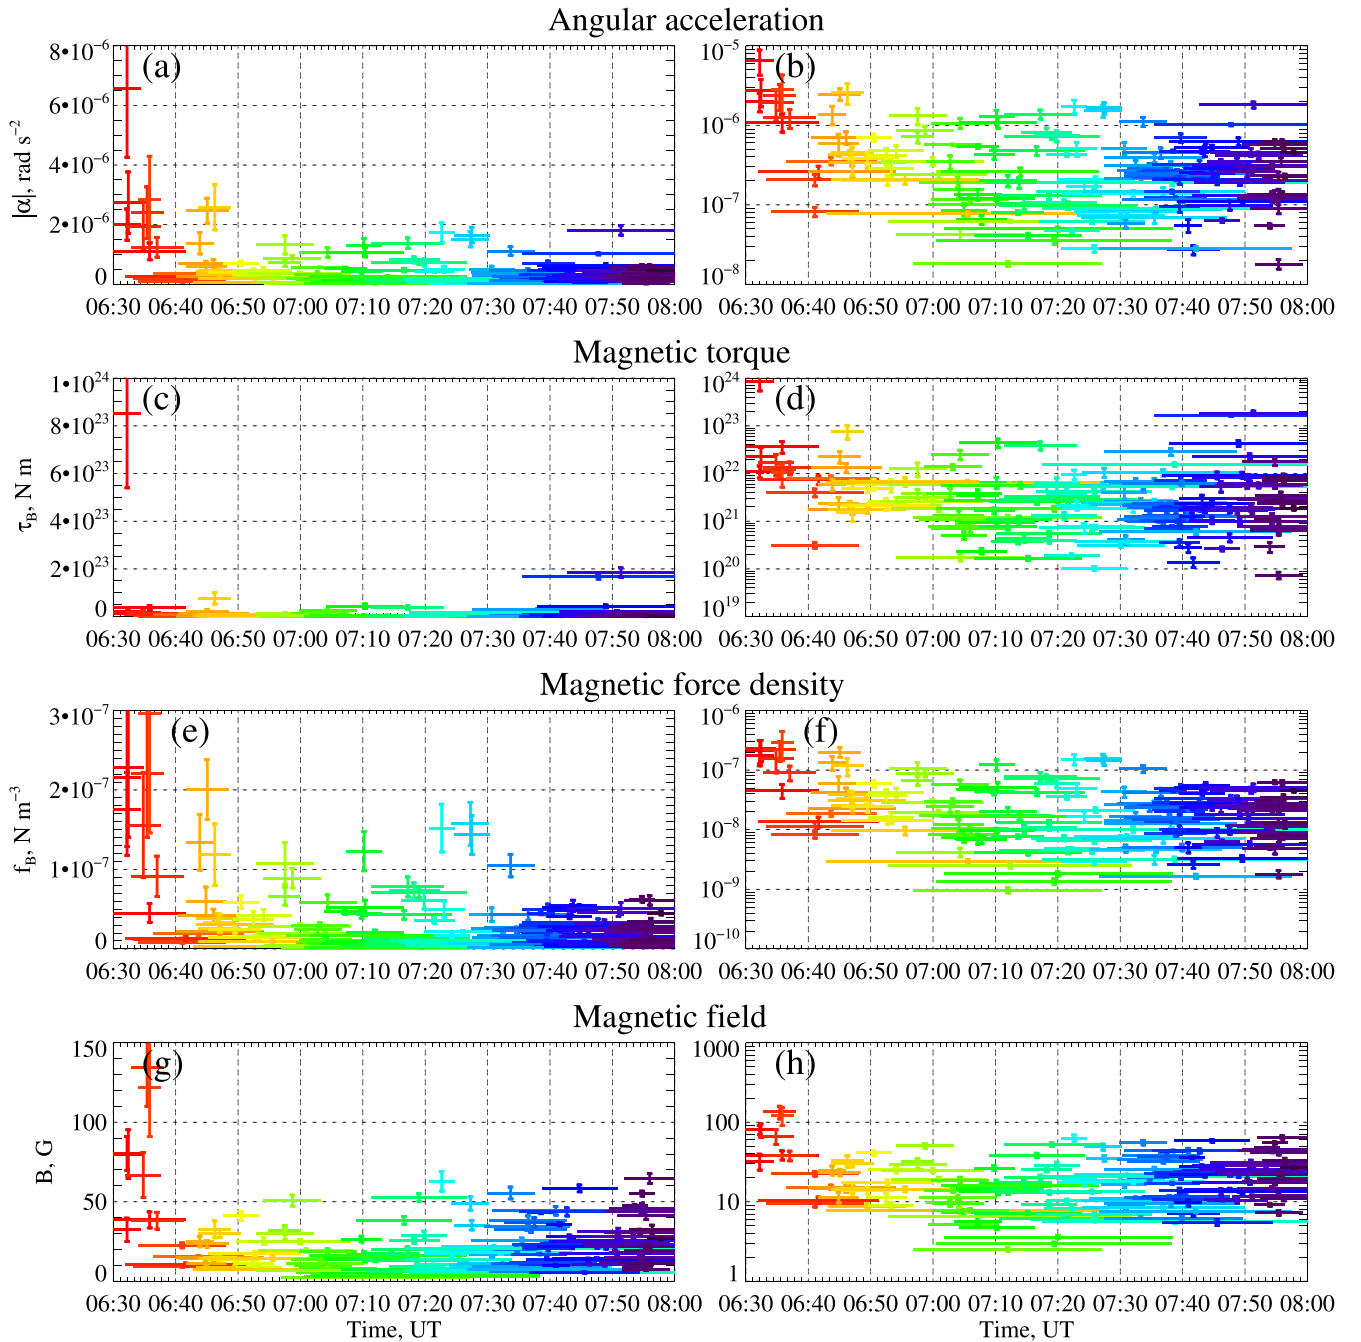 Angular acceleration
(a)
(b)
|α|, rad s⁻²
8•10⁻⁶
6•10⁻⁶
4•10⁻⁶
2•10⁻⁶
0
10⁻⁵
10⁻⁶
10⁻⁷
10⁻⁸
06:30 06:40 06:50 07:00 07:10 07:20 07:30 07:40 07:50 08:00
06:30 06:40 06:50 07:00 07:10 07:20 07:30 07:40 07:50 08:00
Magnetic torque
(c)
(d)
τ_B, N m
1•10²⁴
8•10²³
6•10²³
4•10²³
2•10²³
0
10²⁴
10²³
10²²
10²¹
10²⁰
10¹⁹
06:30 06:40 06:50 07:00 07:10 07:20 07:30 07:40 07:50 08:00
06:30 06:40 06:50 07:00 07:10 07:20 07:30 07:40 07:50 08:00
Magnetic force density
(e)
(f)
f_B, N m⁻³
3•10⁻⁷
2•10⁻⁷
1•10⁻⁷
0
10⁻⁶
10⁻⁷
10⁻⁸
10⁻⁹
10⁻¹⁰
06:30 06:40 06:50 07:00 07:10 07:20 07:30 07:40 07:50 08:00
06:30 06:40 06:50 07:00 07:10 07:20 07:30 07:40 07:50 08:00
Magnetic field
(g)
(h)
B, G
150
100
50
0
1000
100
10
1
06:30 06:40 06:50 07:00 07:10 07:20 07:30 07:40 07:50 08:00
06:30 06:40 06:50 07:00 07:10 07:20 07:30 07:40 07:50 08:00
Time, UT
Time, UT